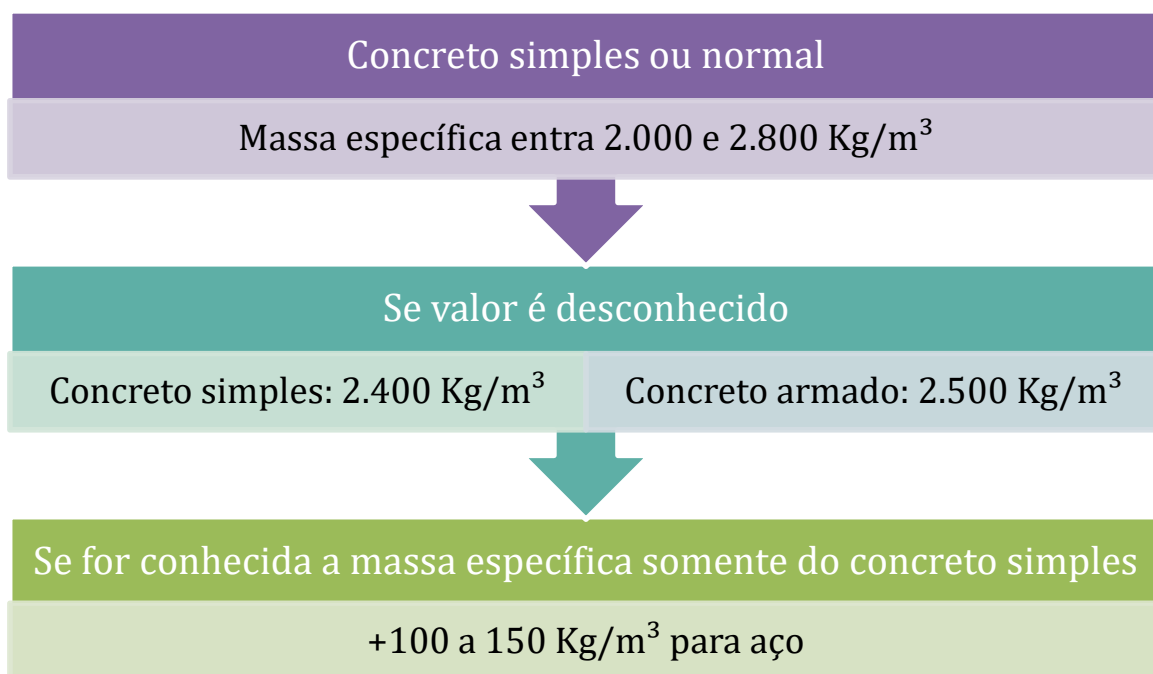 Concreto simples ou normal
Massa específica entra 2.000 e 2.800 Kg/m³
Se valor é desconhecido
Concreto simples: 2.400 Kg/m³
Concreto armado: 2.500 Kg/m³
Se for conhecida a massa específica somente do concreto simples
+100 a 150 Kg/m³ para aço